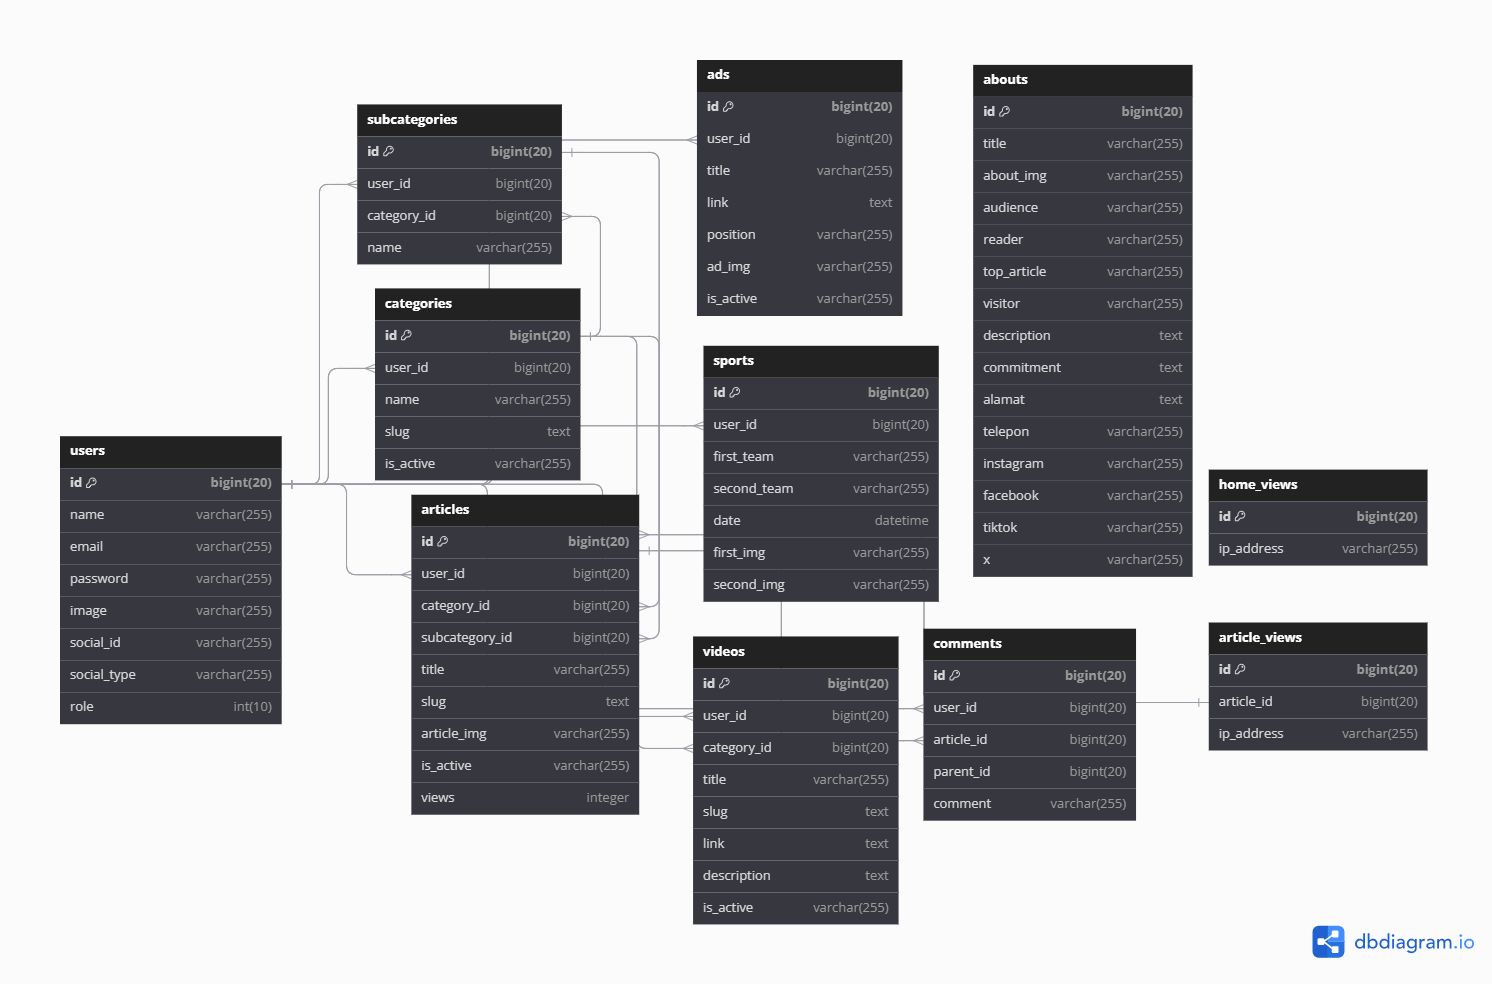 subcategories
id bigint(20)
user_id bigint(20)
category_id bigint(20)
name varchar(255)
categories
id bigint(20)
user_id bigint(20)
name varchar(255)
slug text
is_active varchar(255)
users
id bigint(20)
name varchar(255)
email varchar(255)
password varchar(255)
image varchar(255)
social_id varchar(255)
social_type varchar(255)
role int(10)
articles
id bigint(20)
user_id bigint(20)
category_id bigint(20)
subcategory_id bigint(20)
title varchar(255)
slug text
article_img varchar(255)
is_active varchar(255)
views integer
ads
id bigint(20)
user_id bigint(20)
title varchar(255)
link text
position varchar(255)
ad_img varchar(255)
is_active varchar(255)
sports
id bigint(20)
user_id bigint(20)
first_team varchar(255)
second_team varchar(255)
date datetime
first_img varchar(255)
second_img varchar(255)
videos
id bigint(20)
user_id bigint(20)
category_id bigint(20)
title varchar(255)
slug text
link text
description text
is_active varchar(255)
abouts
id bigint(20)
title varchar(255)
about_img varchar(255)
audience varchar(255)
reader varchar(255)
top_article varchar(255)
visitor varchar(255)
description text
commitment text
alamat text
telepon varchar(255)
instagram varchar(255)
facebook varchar(255)
tiktok varchar(255)
x varchar(255)
comments
id bigint(20)
user_id bigint(20)
article_id bigint(20)
parent_id bigint(20)
comment varchar(255)
home_views
id bigint(20)
ip_address varchar(255)
article_views
id bigint(20)
article_id bigint(20)
ip_address varchar(255)
dbdiagram.io